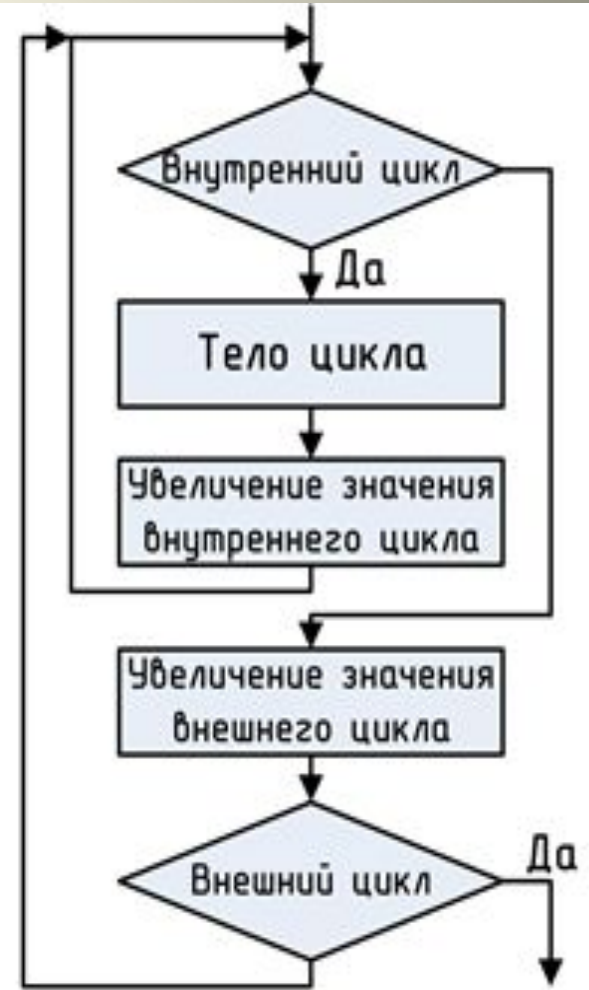 Внутренний цикл
Да
Тело цикла
Увеличение значения
внутреннего цикла
Увеличение значения
внешнего цикла
Внешний цикл
Да